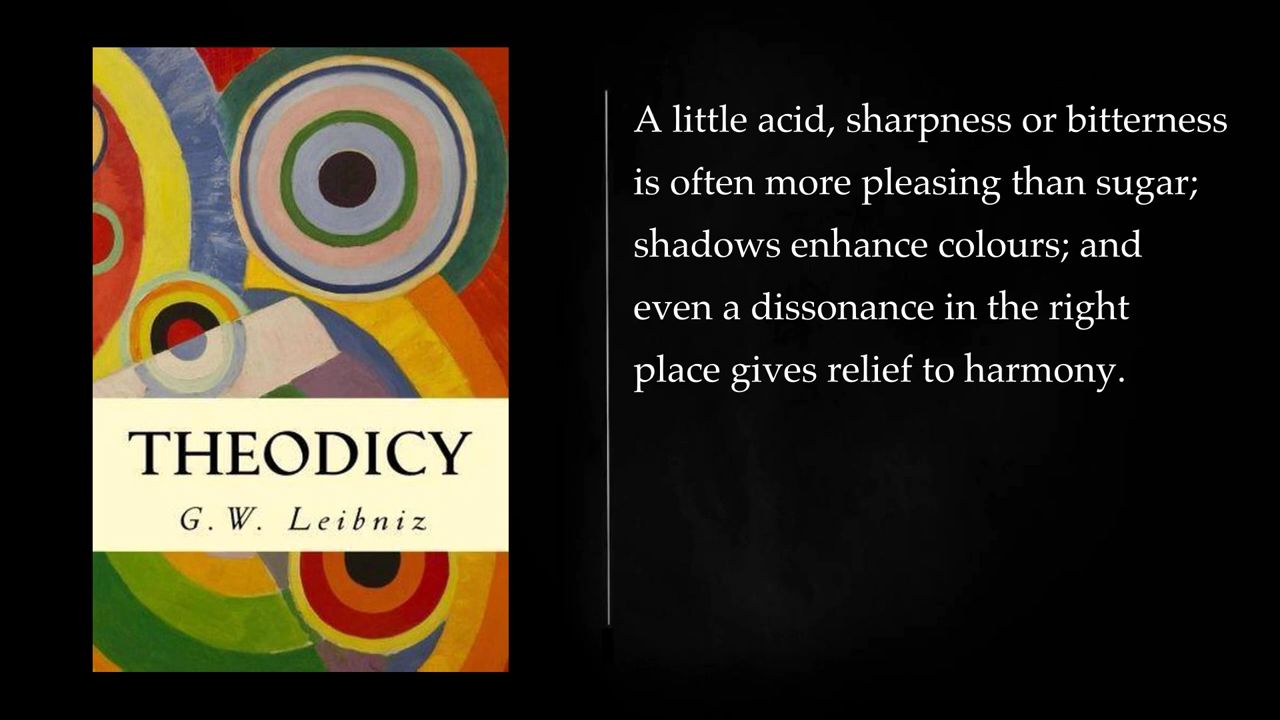 THEODICY
G. W. Leibniz
A little acid, sharpness or bitterness
is often more pleasing than sugar;
shadows enhance colours; and
even a dissonance in the right
place gives relief to harmony.